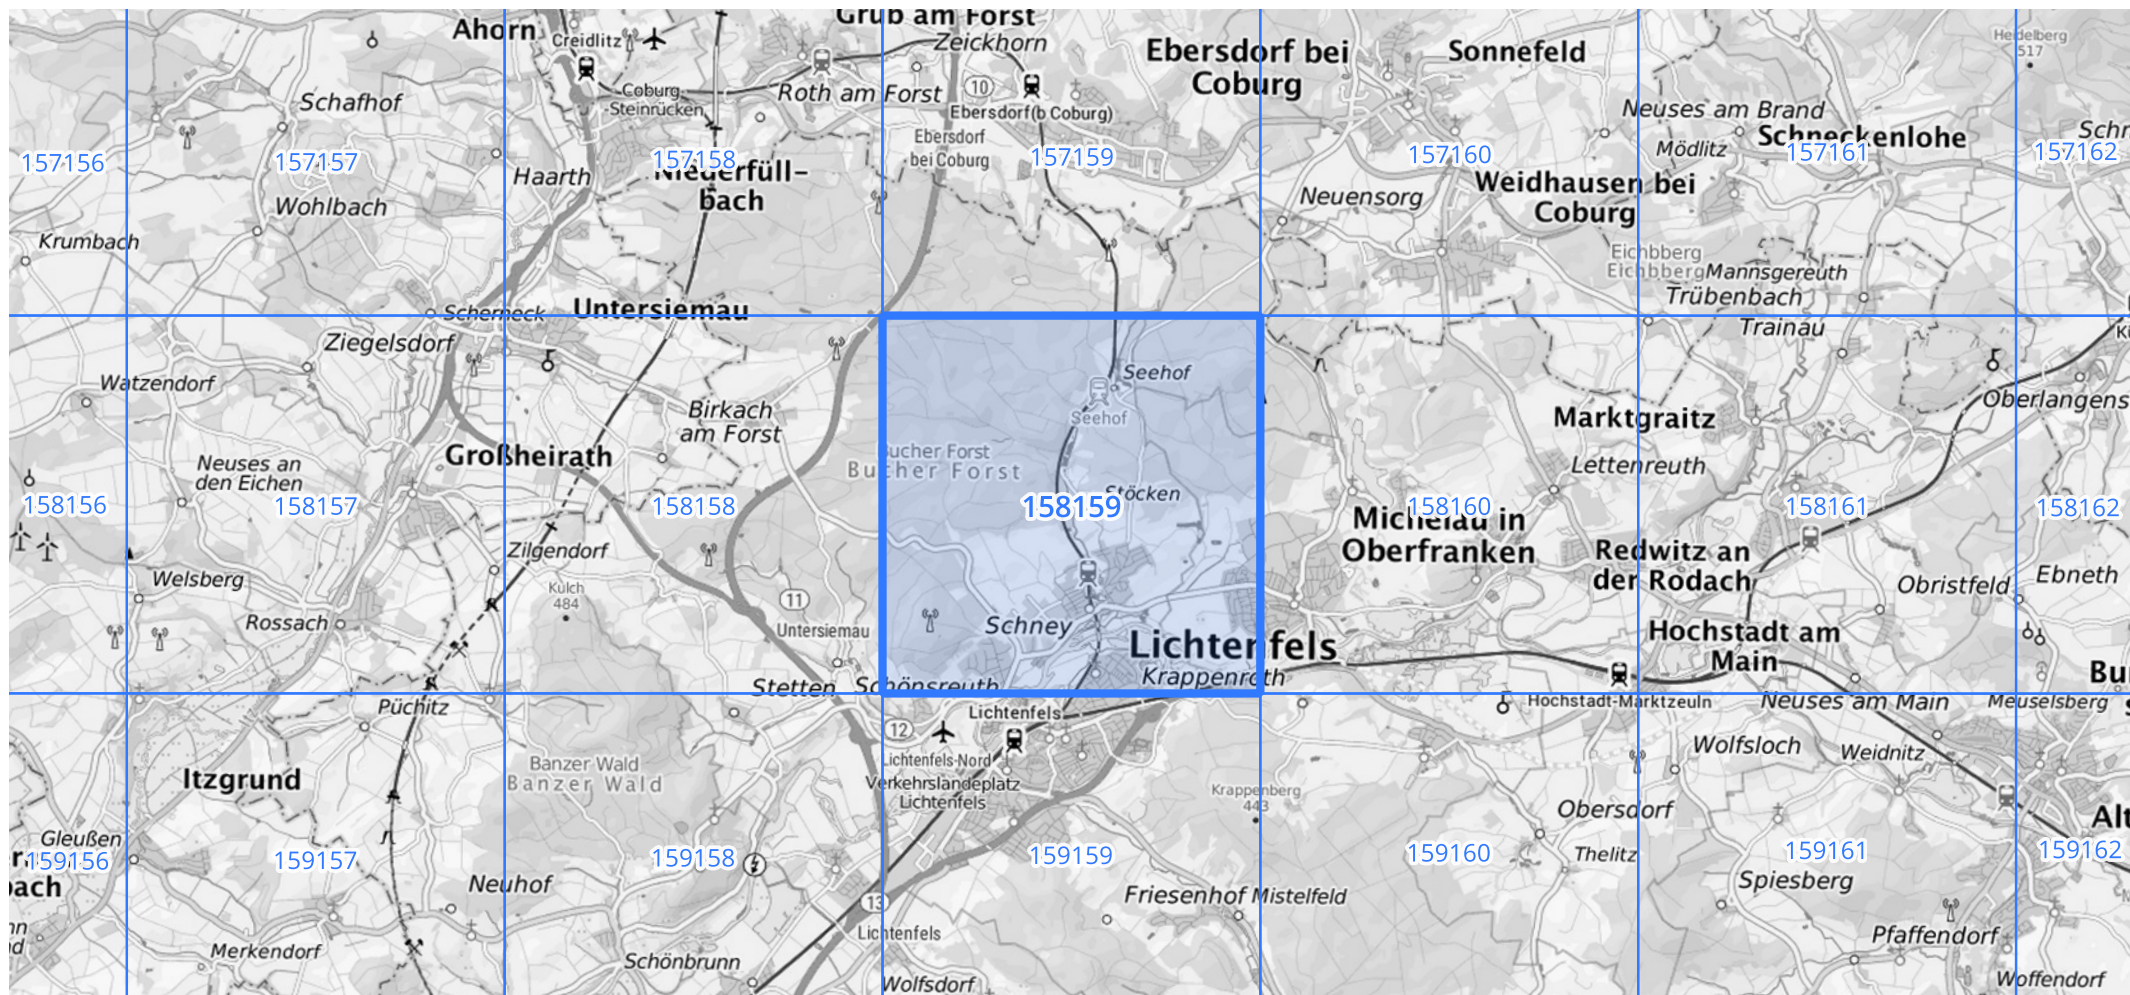 Ahorn
Creidlitz
Grub am Forst
Zeickhorn
Ebersdorf bei
Coburg
Sonnefeld
Heidelberg
517
Schafhof
Coburg
-Steinrücken
Roth am Forst
10
Ebersdorf(b Coburg)
Ebersdorf
bei Coburg
Neuses am Brand
Schneckenlohe
Mödlitz
Schr
157156
157157
157158
157159
157160
157161
157162
Haarth
Niederfüll-
bach
Weidhausen bei
Coburg
Neuensorg
Wohlbach
Krumbach
Eichbberg
Eichbberg
Mannsgereuth
Trübenbach
Scherneck
Untersiemau
Trainau
Kü
Ziegelsdorf
Watzendorf
Seehof
Seehof
Birkach
am Forst
Marktgraitz
Oberlangens
Großheirath
Bucher Forst
Bucher Forst
Lettenreuth
Neuses an
den Eichen
Stöcken
158156
158157
158158
158159
158160
158161
158162
Michelau in
Oberfranken
Zilgendorf
Redwitz an
der Rodach
Welsberg
Kulch
484
11
Untersiemau
Obristfeld
Ebneth
Rossach
Schney
Lichtenfels
Hochstadt am
Main
Krappenroth
Bu
Stetten
Schönsreuth
Püchitz
Lichtenfels
Hochstadt-Marktzeuln
Neuses am Main
Meuselsberg
12
Lichtenfels-Nord
Verkehrslandeplatz
Lichtenfels
Wolfsloch
Weidnitz
Itzgrund
Banzer Wald
Banzer Wald
Krappenberg
443
Obersdorf
Alt
Gleußen
bach
159156
159157
159158
159159
159160
159161
159162
Thelitz
Neuhof
Spiesberg
Friesenhof
Mistelfeld
13
Lichtenfels
Merkendorf
Schönbrunn
Pfaffendorf
Wolfsdorf
Woffendorf